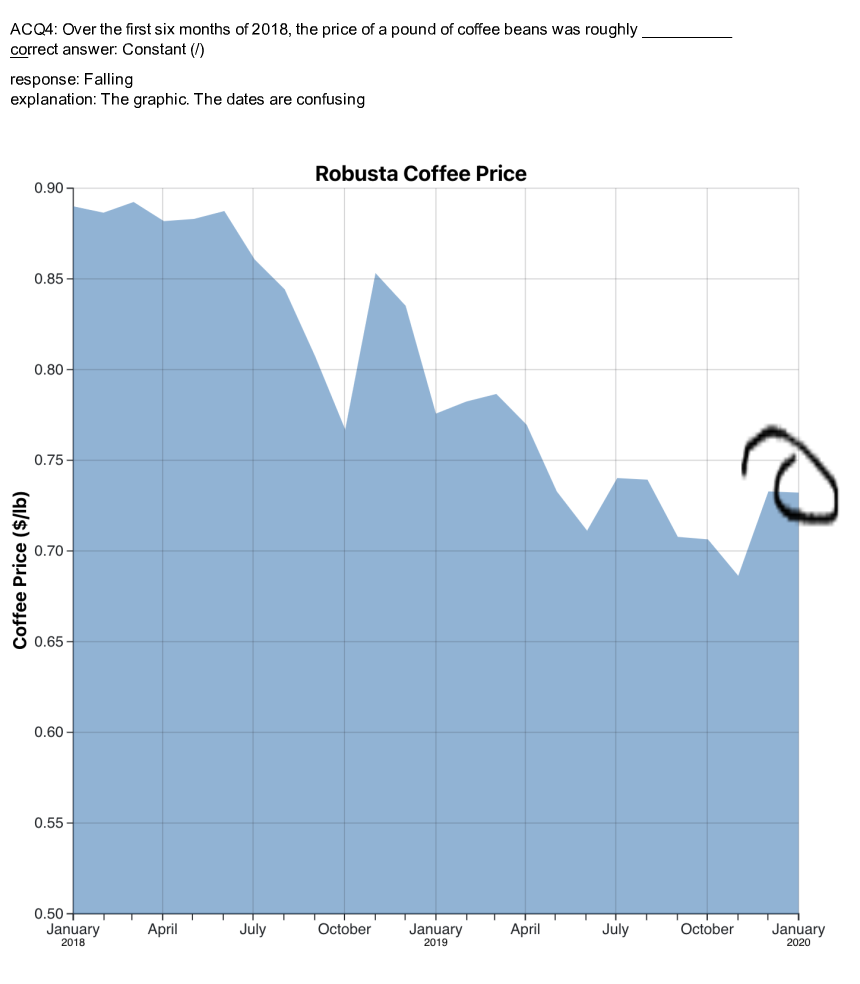 ACQ4: Over the first six months of 2018, the price of a pound of coffee beans was roughly ___________
correct answer: Constant (/)
response: Falling
explanation: The graphic. The dates are confusing
Robusta Coffee Price
0.90
0.85
0.80
0.75
0.70
0.65
0.60
0.55
0.50
Coffee Price ($/lb)
January April July October January April July October January
2018 2019 2020